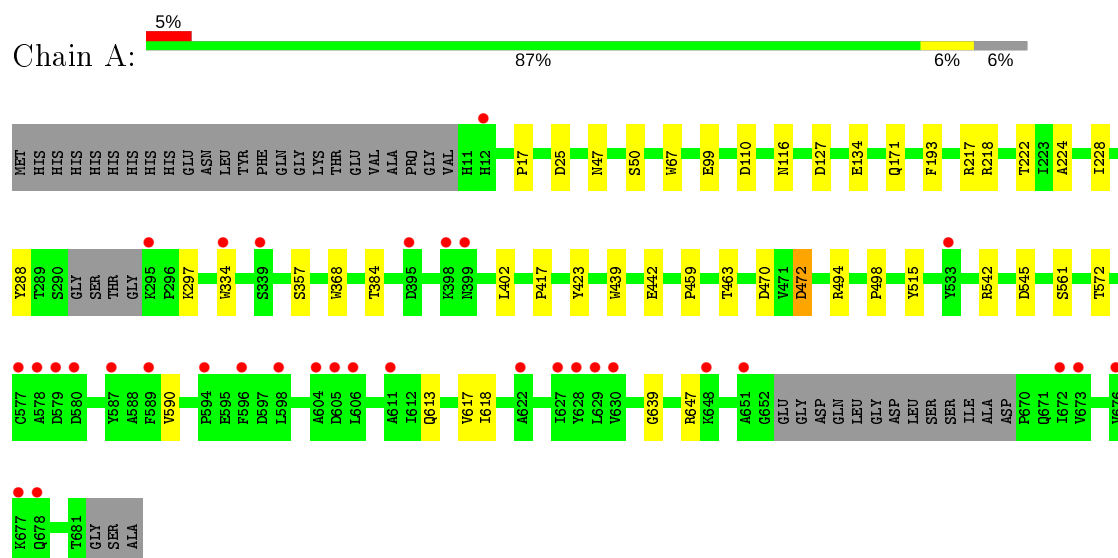 5%
Chain A:
87% 6% 6%
MET HIS HIS HIS HIS HIS HIS HIS HIS HIS GLU ASN LEU TYR PHE GLN GLY LYS THR GLU VAL ALA PRO GLY VAL H11 H12 P17 D25 N47 S50 W67 E99 D110 N116 D127 E134 Q171 F193 R217 R218 T222 I223 A224 I228
Y288 T289 S290 GLY SER THR GLY K295 P296 K297 W334 S339 S357 W368 T384 D395 K398 N399 L402 P417 Y423 W439 E442 P459 T463 D470 V471 D472 R494 P498 Y515 Y533 R542 D545 S561 T572
C577 A578 D579 D580 Y587 A588 F589 V590 P594 E595 F596 D597 L598 A604 D605 L606 A611 I612 Q613 V617 I618 A622 I627 Y628 L629 V630 G639 R647 K648 A651 G652 GLU GLY ASP GLN LEU GLY ASP LEU SER SER ILE ALA ASP P670 Q671 I672 V673 V676
K677 Q678 T681 GLY SER ALA